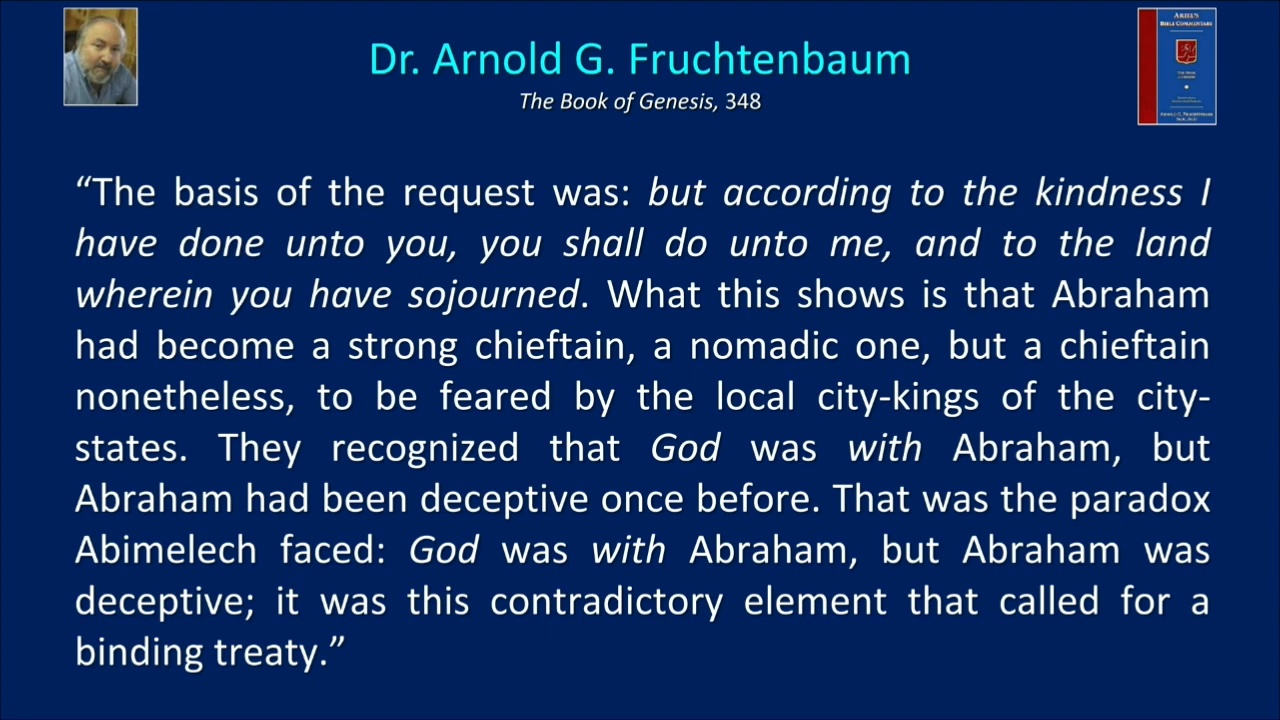 Dr. Arnold G. Fruchtenbaum
The Book of Genesis, 348
ARIEL'S
BIBLE COMMENTARY
“The basis of the request was: but according to the kindness I
have done unto you, you shall do unto me, and to the land
wherein you have sojourned. What this shows is that Abraham
had become a strong chieftain, a nomadic one, but a chieftain
nonetheless, to be feared by the local city-kings of the city-
states. They recognized that God was with Abraham, but
Abraham had been deceptive once before. That was the paradox
Abimelech faced: God was with Abraham, but Abraham was
deceptive; it was this contradictory element that called for a
binding treaty.”